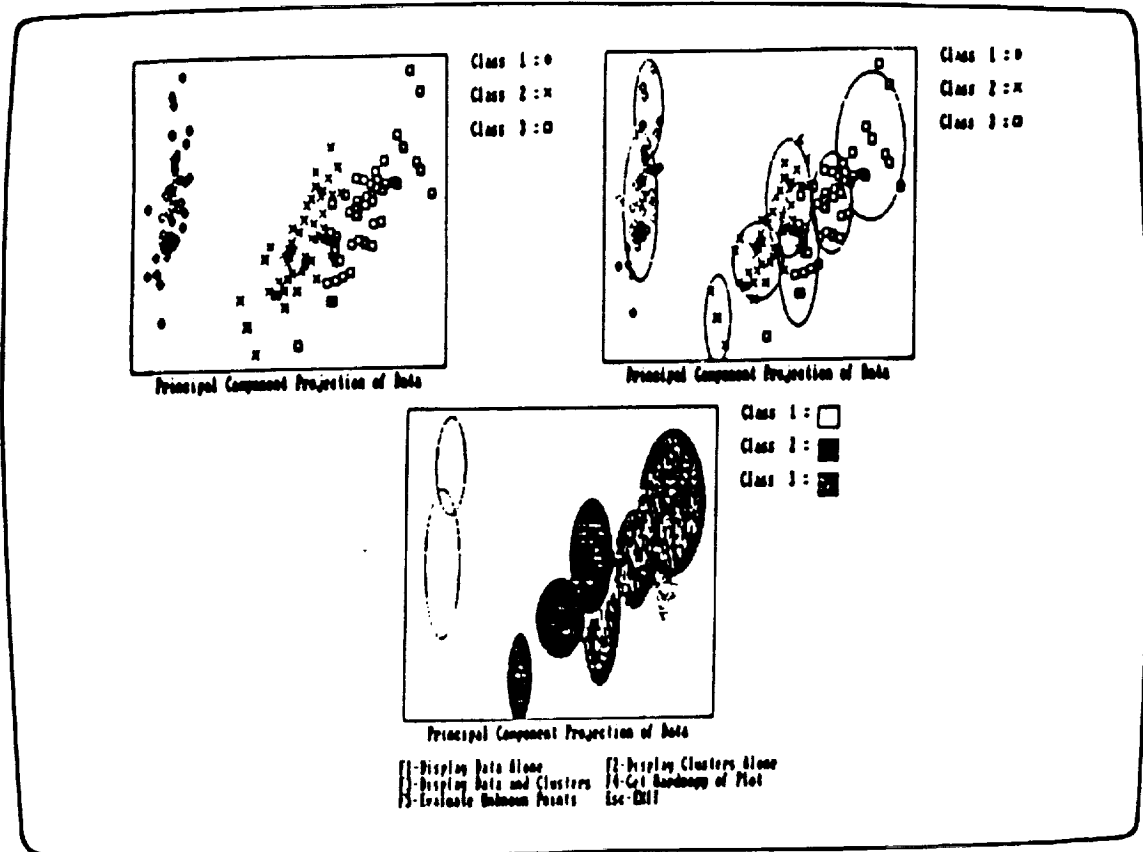 Class 1:◊
Class 2:×
Class 3:□
Principal Component Projection of Data
Class 1:◊
Class 2:×
Class 3:□
Principal Component Projection of Data
Class 1:
Class 2:
Class 3:
Principal Component Projection of Data
F1-Display Data Alone F2-Display Clusters Alone
F3-Display Data and Clusters F4-Get Hardcopy of Plot
F5-Evaluate Unknown Points Esc-EXIT